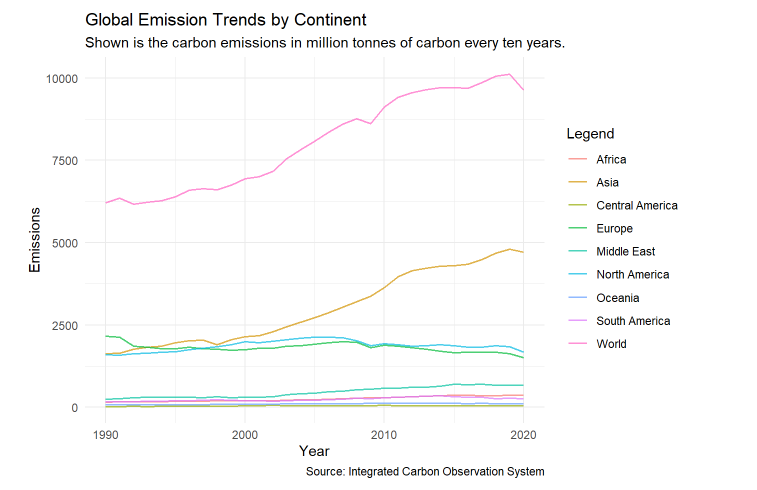 Global Emission Trends by Continent
Shown is the carbon emissions in million tonnes of carbon every ten years.
10000
7500
5000
2500
0
Emissions
1990
2000
2010
2020
Year
Source: Integrated Carbon Observation System
Legend
Africa
Asia
Central America
Europe
Middle East
North America
Oceania
South America
World